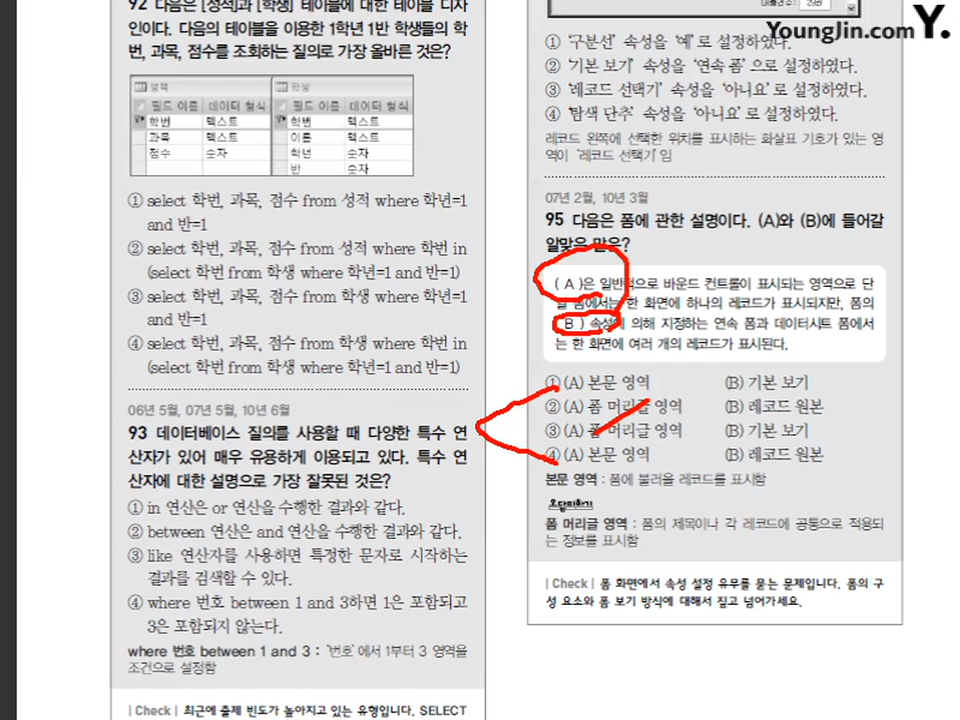 92 다음은 [성적]과 [학생] 테이블에 대한 테이블 디자
인이다. 다음의 테이블을 이용한 1학년 1반 학생들의 학
번, 과목, 점수를 조회하는 질의로 가장 올바른 것은?
성적
필드 이름 데이터 형식
학번 텍스트
과목 텍스트
점수 숫자
학생
필드 이름 데이터 형식
학번 텍스트
이름 텍스트
학년 숫자
반 숫자
① select 학번, 과목, 점수 from 성적 where 학년=1
and 반=1
② select 학번, 과목, 점수 from 성적 where 학번 in
(select 학번 from 학생 where 학년=1 and 반=1)
③ select 학번, 과목, 점수 from 학생 where 학년=1
and 반=1
④ select 학번, 과목, 점수 from 학생 where 학번 in
(select 학번 from 학생 where 학년=1 and 반=1)
06년 5월, 07년 5월, 10년 6월
93 데이터베이스 질의를 사용할 때 다양한 특수 연
산자가 있어 매우 유용하게 이용되고 있다. 특수 연
산자에 대한 설명으로 가장 잘못된 것은?
① in 연산은 or 연산을 수행한 결과와 같다.
② between 연산은 and 연산을 수행한 결과와 같다.
③ like 연산자를 사용하면 특정한 문자로 시작하는
결과를 검색할 수 있다.
④ where 번호 between 1 and 3하면 1은 포함되고
3은 포함되지 않는다.
where 번호 between 1 and 3 : '번호'에서 1부터 3 영역을
조건으로 설정함
| Check | 최근에 출제 빈도가 높아지고 있는 유형입니다. SELECT
YoungJin.com Y.
① '구분선' 속성을 '예'로 설정하였다.
② '기본 보기' 속성을 '연속 폼'으로 설정하였다.
③ '레코드 선택기' 속성을 '아니요'로 설정하였다.
④ '탐색 단추' 속성을 '아니요'로 설정하였다.
레코드 왼쪽에 선택한 위치를 표시하는 화살표 기호가 있는 영
역이 '레코드 선택기'임
07년 2월, 10년 3월
95 다음은 폼에 관한 설명이다. (A)와 (B)에 들어갈
알맞은 말은?
( A )은 일반적으로 바운드 컨트롤이 표시되는 영역으로 단
일 폼에서는 한 화면에 하나의 레코드가 표시되지만, 폼의
B ) 속성에 의해 지정하는 연속 폼과 데이터시트 폼에서
는 한 화면에 여러 개의 레코드가 표시된다.
① (A) 본문 영역 (B) 기본 보기
② (A) 폼 머리글 영역 (B) 레코드 원본
③ (A) 폼 머리글 영역 (B) 기본 보기
④ (A) 본문 영역 (B) 레코드 원본
본문 영역 : 폼에 불러올 레코드를 표시함
오답피하기
폼 머리글 영역 : 폼의 제목이나 각 레코드에 공통으로 적용되
는 정보를 표시함
| Check | 폼 화면에서 속성 설정 유무를 묻는 문제입니다. 폼의 구
성 요소와 폼 보기 방식에 대해서 짚고 넘어가세요.